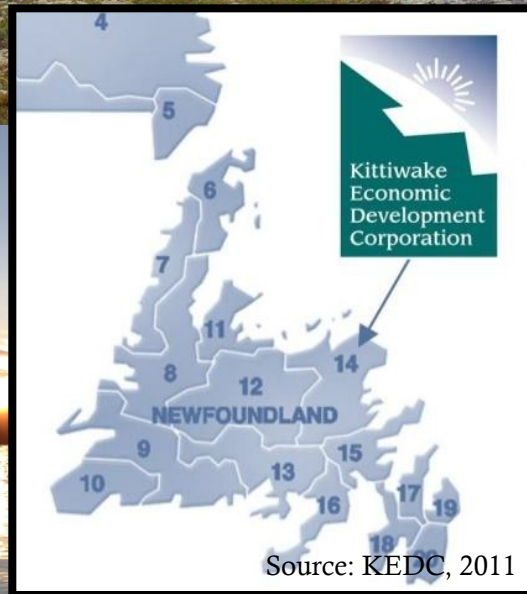 4
5
Kittiwake
Economic
Development
Corporation
6
7
11
14
8
12
NEWFOUNDLAND
9
15
13
10
16
17
19
18
Source: KEDC, 2011